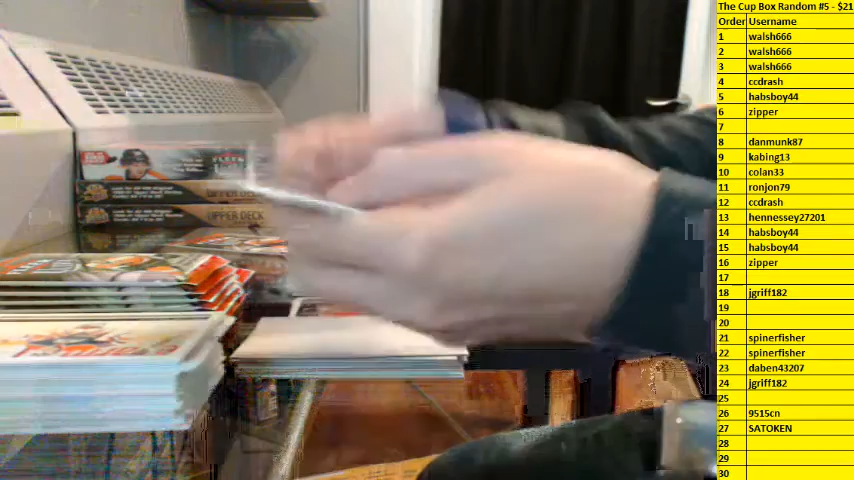 The Cup Box Random #5 - $21
Order Username
1 walsh666
2 walsh666
3 walsh666
4 ccdrash
5 habsboy44
6 zipper
7
8 danmunk87
9 kabing13
10 colan33
11 ronjon79
12 ccdrash
13 hennessey27201
14 habsboy44
15 habsboy44
16 zipper
17
18 jgriff182
19
20
21 spinerfisher
22 spinerfisher
23 daben43207
24 jgriff182
25
26 9515cn
27 SATOKEN
28
29
30
FLEER
UPPER DECK
UPPER DECK